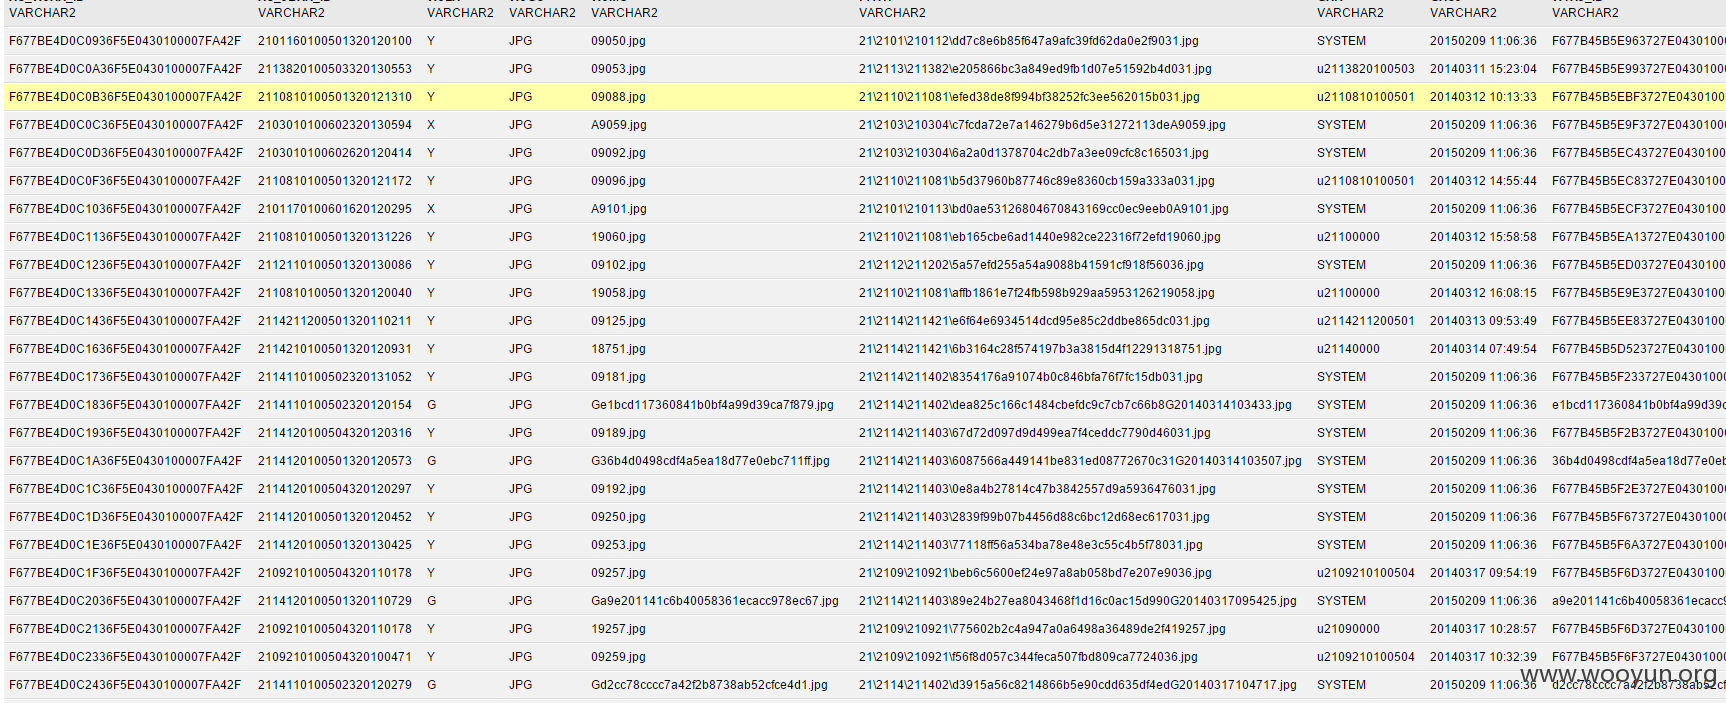 VARCHAR2 VARCHAR2 VARCHAR2 VARCHAR2 VARCHAR2 VARCHAR2 VARCHAR2 VARCHAR2 VARCHAR2
F677BE4D0C0936F5E0430100007FA42F 2101160100501320120100 Y JPG 09050.jpg 21\2101\210112\dd7c8e6b85f647a9afc39fd62da0e2f9031.jpg SYSTEM 20150209 11:06:36 F677B45B5E963727E0430100
F677BE4D0C0A36F5E0430100007FA42F 2113820100503320130553 Y JPG 09053.jpg 21\2113\211382\e205866bc3a849ed9fb1d07e51592b4d031.jpg u2113820100503 20140311 15:23:04 F677B45B5E993727E0430100
F677BE4D0C0B36F5E0430100007FA42F 2110810100501320121310 Y JPG 09088.jpg 21\2110\211081\efed38de8f994bf38252fc3ee562015b031.jpg u2110810100501 20140312 10:13:33 F677B45B5EBF3727E0430100
F677BE4D0C0C36F5E0430100007FA42F 2103010100602320130594 X JPG A9059.jpg 21\2103\210304\c7fcda72e7a146279b6d5e31272113deA9059.jpg SYSTEM 20150209 11:06:36 F677B45B5E9F3727E0430100
F677BE4D0C0D36F5E0430100007FA42F 2103010100602620120414 Y JPG 09092.jpg 21\2103\210304\6a2a0d1378704c2db7a3ee09cfc8c165031.jpg SYSTEM 20150209 11:06:36 F677B45B5EC43727E0430100
F677BE4D0C0F36F5E0430100007FA42F 2110810100501320121172 Y JPG 09096.jpg 21\2110\211081\b5d37960b87746c89e8360cb159a333a031.jpg u2110810100501 20140312 14:55:44 F677B45B5EC83727E0430100
F677BE4D0C1036F5E0430100007FA42F 2101170100601620120295 X JPG A9101.jpg 21\2101\210113\bd0ae53126804670843169cc0ec9eeb0A9101.jpg SYSTEM 20150209 11:06:36 F677B45B5ECF3727E0430100
F677BE4D0C1136F5E0430100007FA42F 2110810100501320131226 Y JPG 19060.jpg 21\2110\211081\eb165cbe6ad1440e982ce22316f72efd19060.jpg u21100000 20140312 15:58:58 F677B45B5EA13727E0430100
F677BE4D0C1236F5E0430100007FA42F 2112110100501320130086 Y JPG 09102.jpg 21\2112\211202\5a57efd255a54a9088b41591cf918f56036.jpg SYSTEM 20150209 11:06:36 F677B45B5ED03727E0430100
F677BE4D0C1336F5E0430100007FA42F 2110810100501320120040 Y JPG 19058.jpg 21\2110\211081\affb1861e7f24fb598b929aa5953126219058.jpg u21100000 20140312 16:08:15 F677B45B5E9E3727E0430100
F677BE4D0C1436F5E0430100007FA42F 2114211200501320110211 Y JPG 09125.jpg 21\2114\211421\e6f64e6934514dcd95e85c2ddbe865dc031.jpg u2114211200501 20140313 09:53:49 F677B45B5EE83727E0430100
F677BE4D0C1636F5E0430100007FA42F 2114210100501320120931 Y JPG 18751.jpg 21\2114\211421\6b3164c28f574197b3a3815d4f12291318751.jpg u21140000 20140314 07:49:54 F677B45B5D523727E0430100
F677BE4D0C1736F5E0430100007FA42F 2114110100502320131052 Y JPG 09181.jpg 21\2114\211402\8354176a91074b0c846bfa76f7fc15db031.jpg SYSTEM 20150209 11:06:36 F677B45B5F233727E0430100
F677BE4D0C1836F5E0430100007FA42F 2114110100502320120154 G JPG Ge1bcd117360841b0bf4a99d39ca7f879.jpg 21\2114\211402\dea825c166c1484cbefdc9c7cb7c66b8G20140314103433.jpg SYSTEM 20150209 11:06:36 e1bcd117360841b0bf4a99d39c
F677BE4D0C1936F5E0430100007FA42F 2114120100504320120316 Y JPG 09189.jpg 21\2114\211403\67d72d097d9d499ea7f4ceddc7790d46031.jpg SYSTEM 20150209 11:06:36 F677B45B5F2B3727E0430100
F677BE4D0C1A36F5E0430100007FA42F 2114120100501320120573 G JPG G36b4d0498cdf4a5ea18d77e0ebc711ff.jpg 21\2114\211403\6087566a449141be831ed08772670c31G20140314103507.jpg SYSTEM 20150209 11:06:36 36b4d0498cdf4a5ea18d77e0eb
F677BE4D0C1C36F5E0430100007FA42F 2114120100504320120297 Y JPG 09192.jpg 21\2114\211403\0e8a4b27814c47b3842557d9a5936476031.jpg SYSTEM 20150209 11:06:36 F677B45B5F2E3727E0430100
F677BE4D0C1D36F5E0430100007FA42F 2114120100501320120452 Y JPG 09250.jpg 21\2114\211403\2839f99b07b4456d88c6bc12d68ec617031.jpg SYSTEM 20150209 11:06:36 F677B45B5F673727E0430100
F677BE4D0C1E36F5E0430100007FA42F 2114120100501320130425 Y JPG 09253.jpg 21\2114\211403\77118ff56a534ba78e48e3c55c4b5f78031.jpg SYSTEM 20150209 11:06:36 F677B45B5F6A3727E0430100
F677BE4D0C1F36F5E0430100007FA42F 2109210100504320110178 Y JPG 09257.jpg 21\2109\210921\beb6c5600ef24e97a8ab058bd7e207e9036.jpg u2109210100504 20140317 09:54:19 F677B45B5F6D3727E0430100
F677BE4D0C2036F5E0430100007FA42F 2114120100501320110729 G JPG Ga9e201141c6b40058361ecacc978ec67.jpg 21\2114\211403\89e24b27ea8043468f1d16c0ac15d990G20140317095425.jpg SYSTEM 20150209 11:06:36 a9e201141c6b40058361ecacc9
F677BE4D0C2136F5E0430100007FA42F 2109210100504320110178 Y JPG 19257.jpg 21\2109\210921\775602b2c4a947a0a6498a36489de2f419257.jpg u21090000 20140317 10:28:57 F677B45B5F6D3727E0430100
F677BE4D0C2336F5E0430100007FA42F 2109210100504320100471 Y JPG 09259.jpg 21\2109\210921\f56f8d057c344feca507fbd809ca7724036.jpg u2109210100504 20140317 10:32:39 F677B45B5F6F3727E0430100
www.wooyun.org
F677BE4D0C2436F5E0430100007FA42F 2114110100502320120279 G JPG Gd2cc78cccc7a42f2b8738ab52cfce4d1.jpg 21\2114\211402\d3915a56c8214866b5e90cdd635df4edG20140317104717.jpg SYSTEM 20150209 11:06:36 d2cc78cccc7a42f2b8738ab52cf